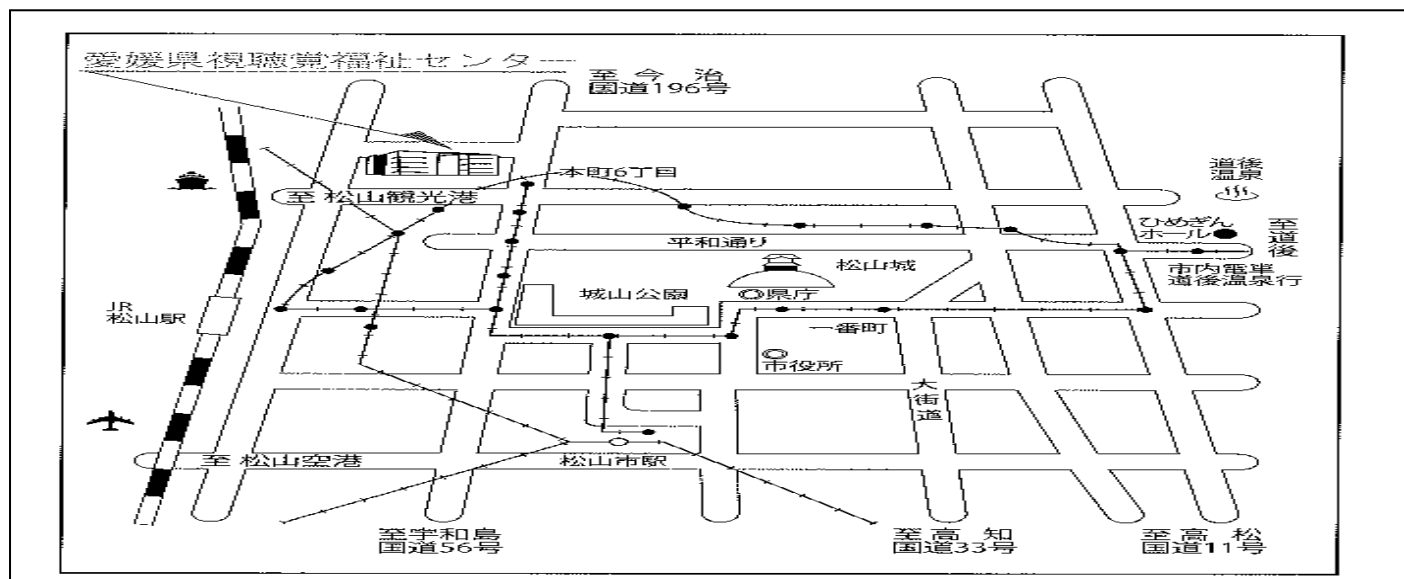 愛媛県視聴覚福祉センター
至今治
国道196号
本町6丁目
道後
温泉
至 松山観光港
ひめぎん
ホール
至道後
平和通り
松山城
市内電車
道後温泉行
城山公園
県庁
JR
松山駅
一番町
市役所
大街道
至 松山空港
松山市駅
至宇和島
国道56号
至高知
国道33号
至高松
国道11号